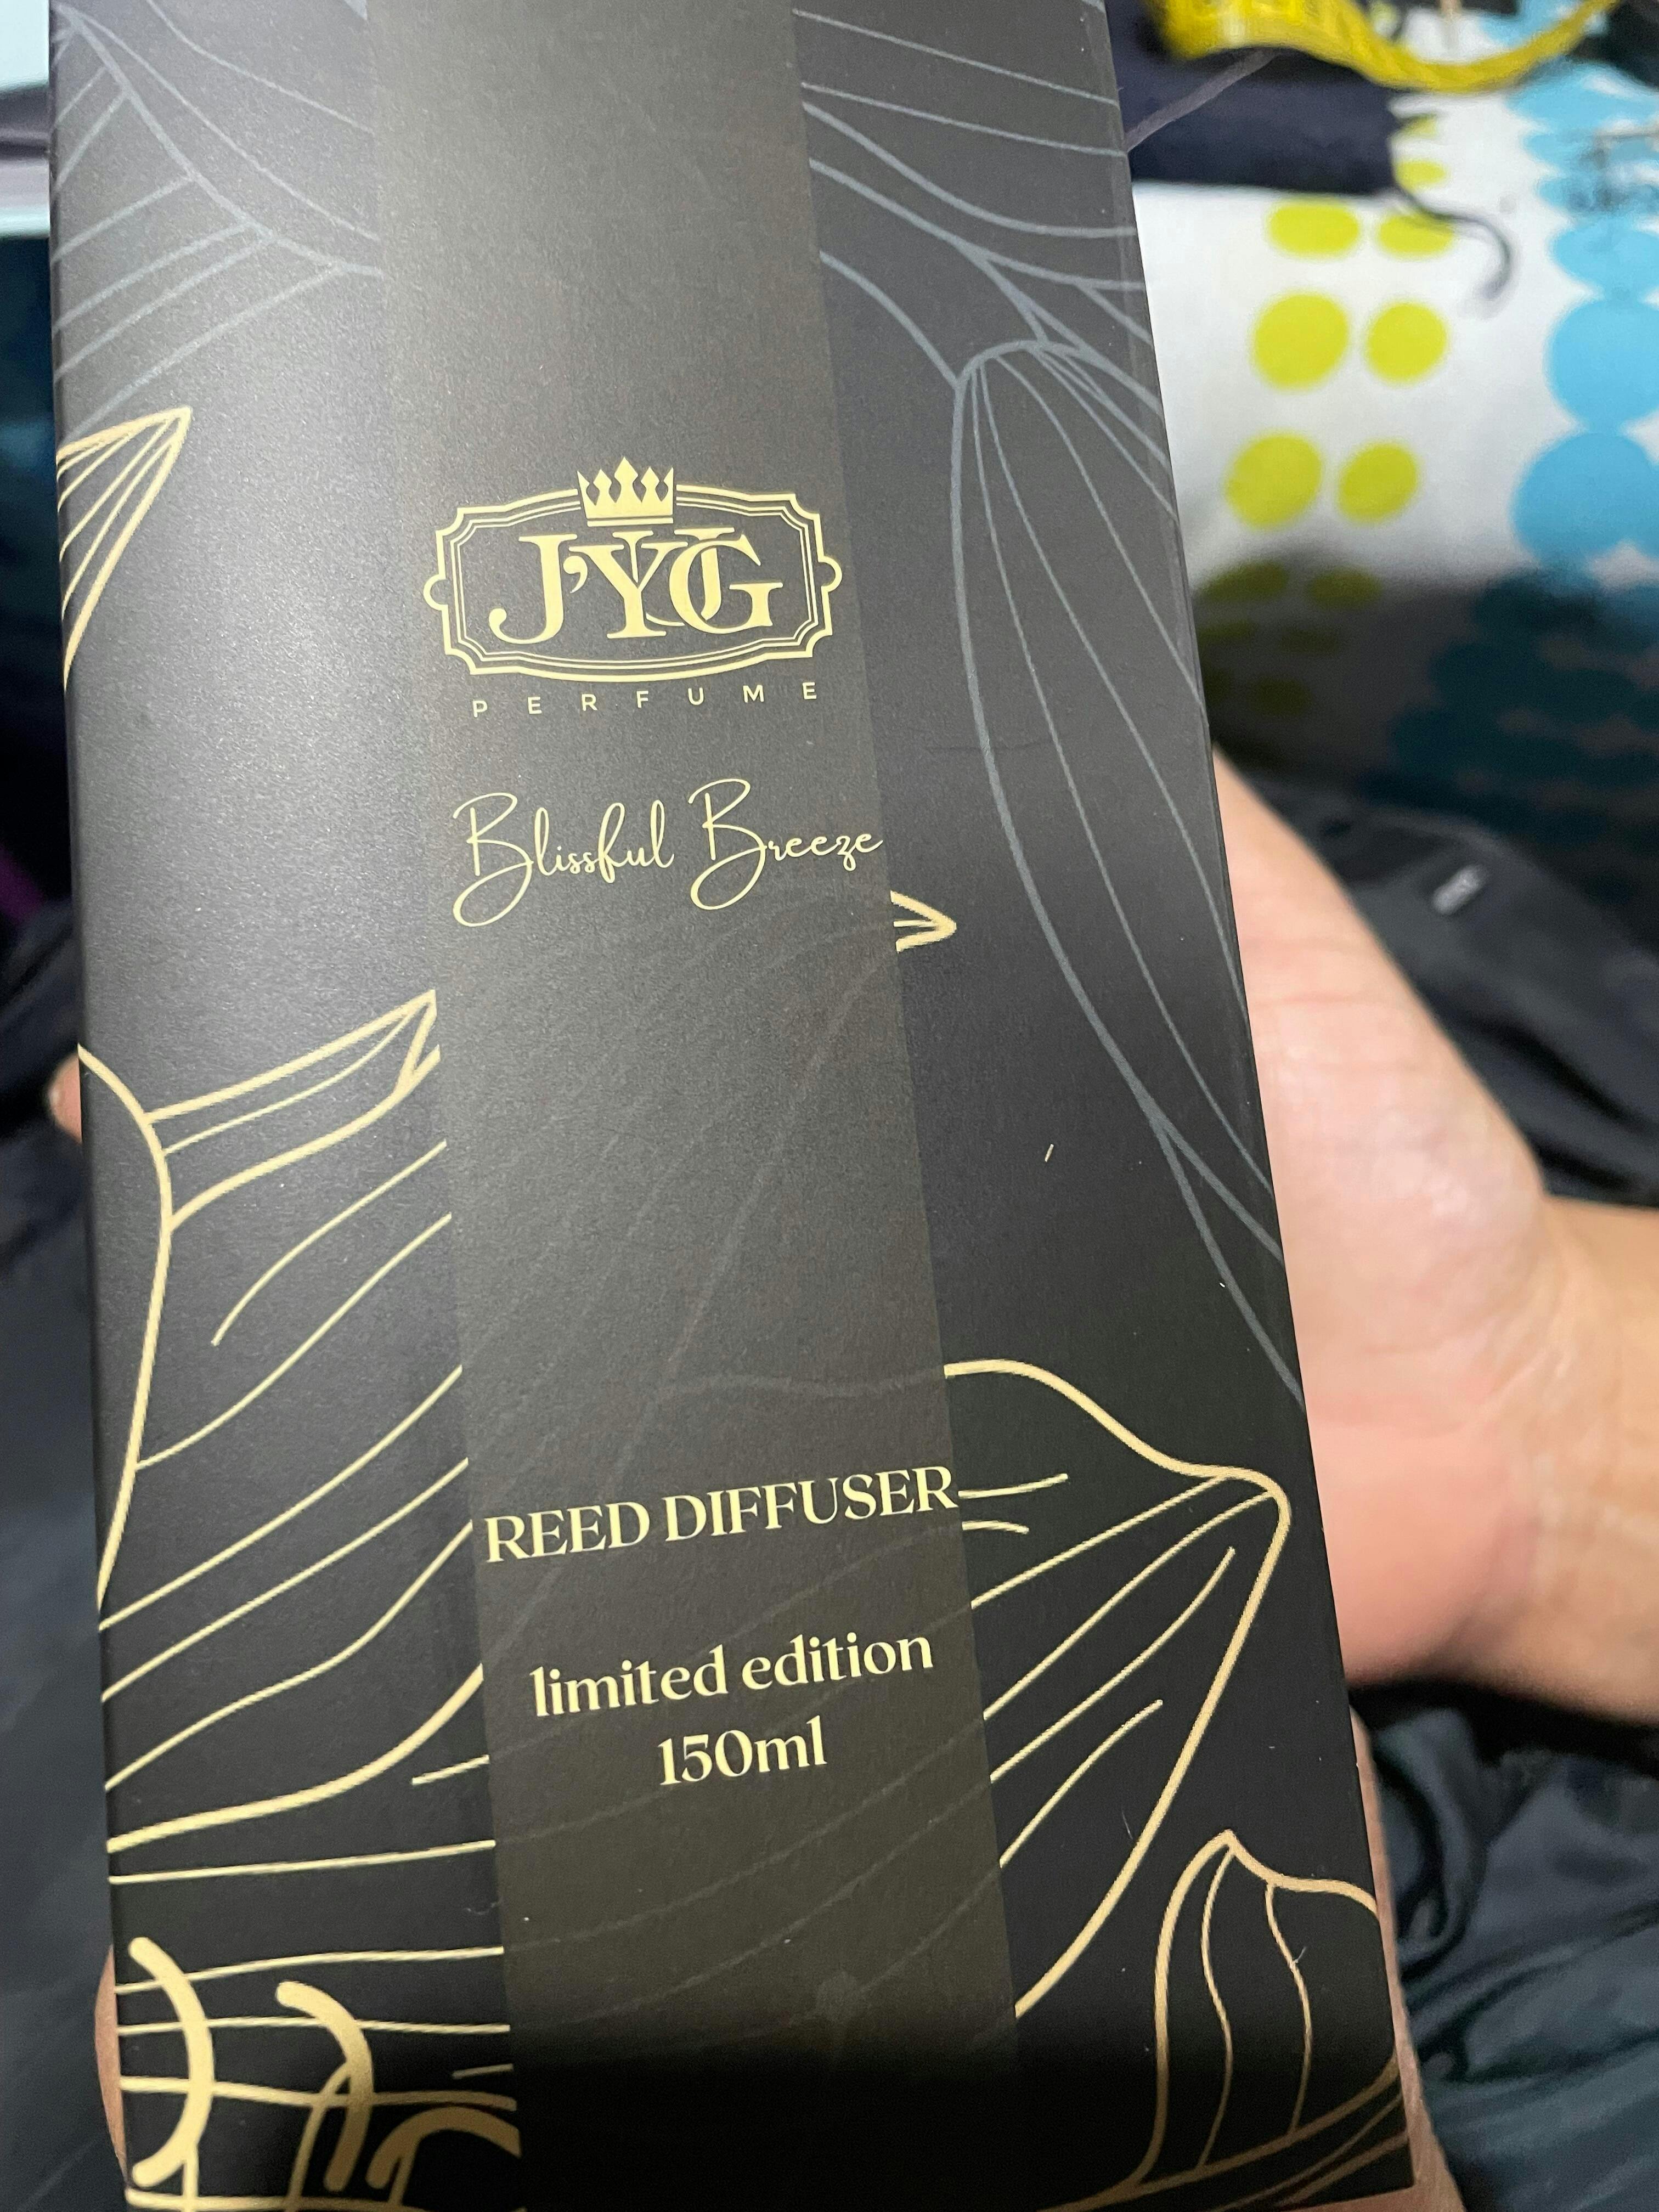 J'YG
PERFUME
Blissful Breeze
REED DIFFUSER
limited edition
150ml